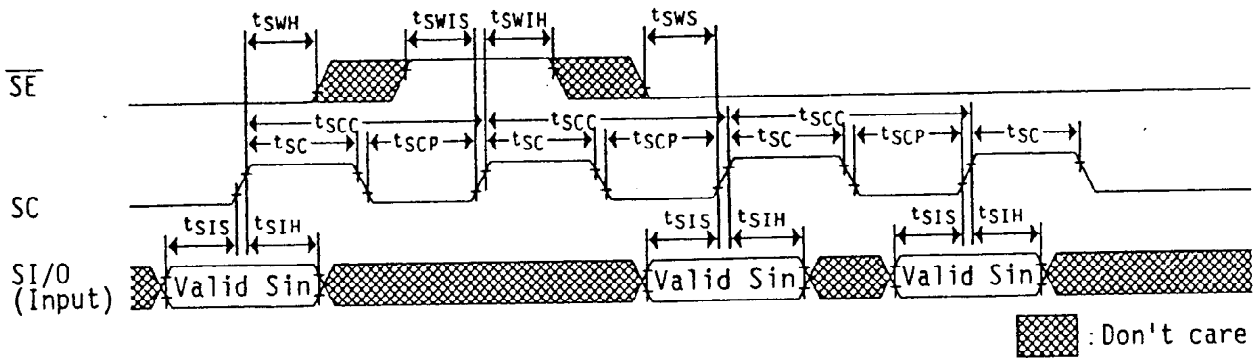 tSWH tSWIS tSWIH tSWS
SE
tSCC tSCC tSCC
tSC tSCP tSC tSCP tSC tSCP tSC
SC
tSIS tSIH tSIS tSIH tSIS tSIH
SI/O
(Input)
Valid Sin Valid Sin Valid Sin
:Don't care